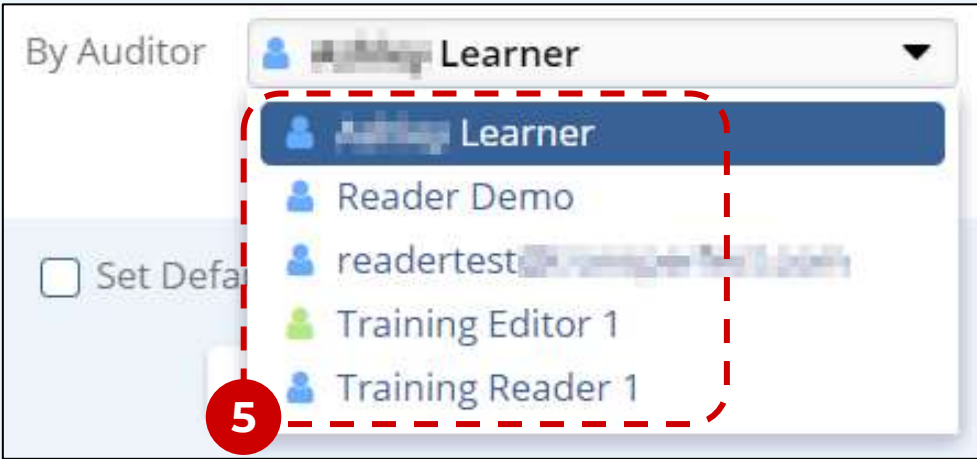 By Auditor
Learner
Learner
Reader Demo
readertest
Set Defa
Training Editor 1
Training Reader 1
5